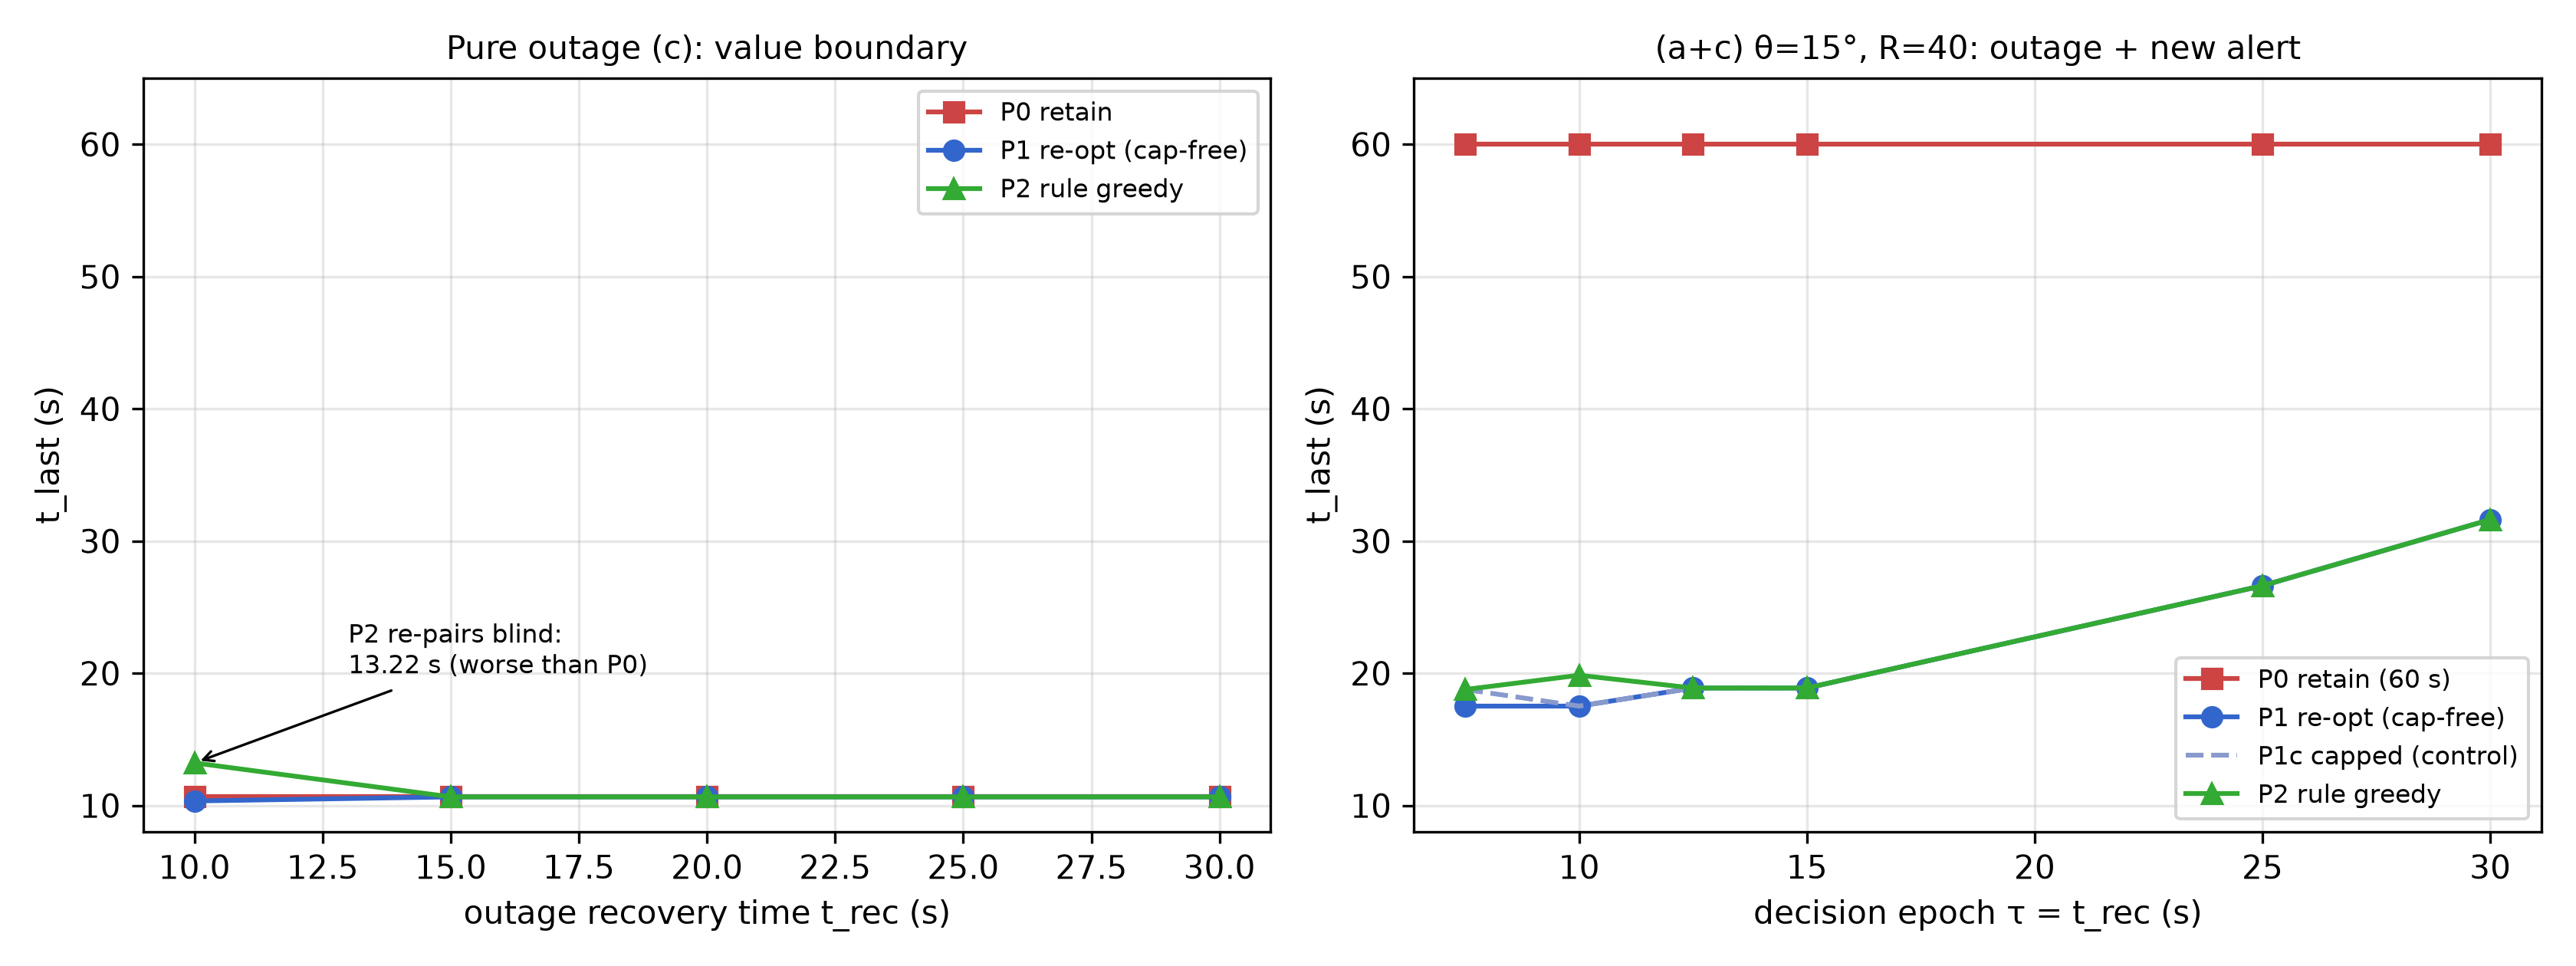 Pure outage (c): value boundary
60
50
40
30
20
10
t_last (s)
P0 retain
P1 re-opt (cap-free)
P2 rule greedy
P2 re-pairs blind:
13.22 s (worse than P0)
10.0 12.5 15.0 17.5 20.0 22.5 25.0 27.5 30.0
outage recovery time t_rec (s)
(a+c) θ=15°, R=40: outage + new alert
60
50
40
30
20
10
t_last (s)
P0 retain (60 s)
P1 re-opt (cap-free)
P1c capped (control)
P2 rule greedy
10 15 20 25 30
decision epoch τ = t_rec (s)